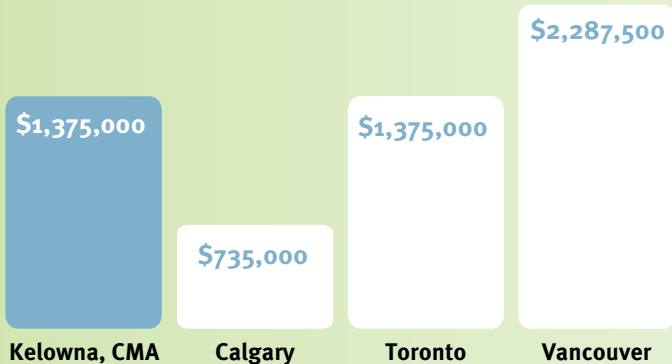 $2,287,500
$1,375,000
$1,375,000
$735,000
Kelowna, CMA
Calgary
Toronto
Vancouver